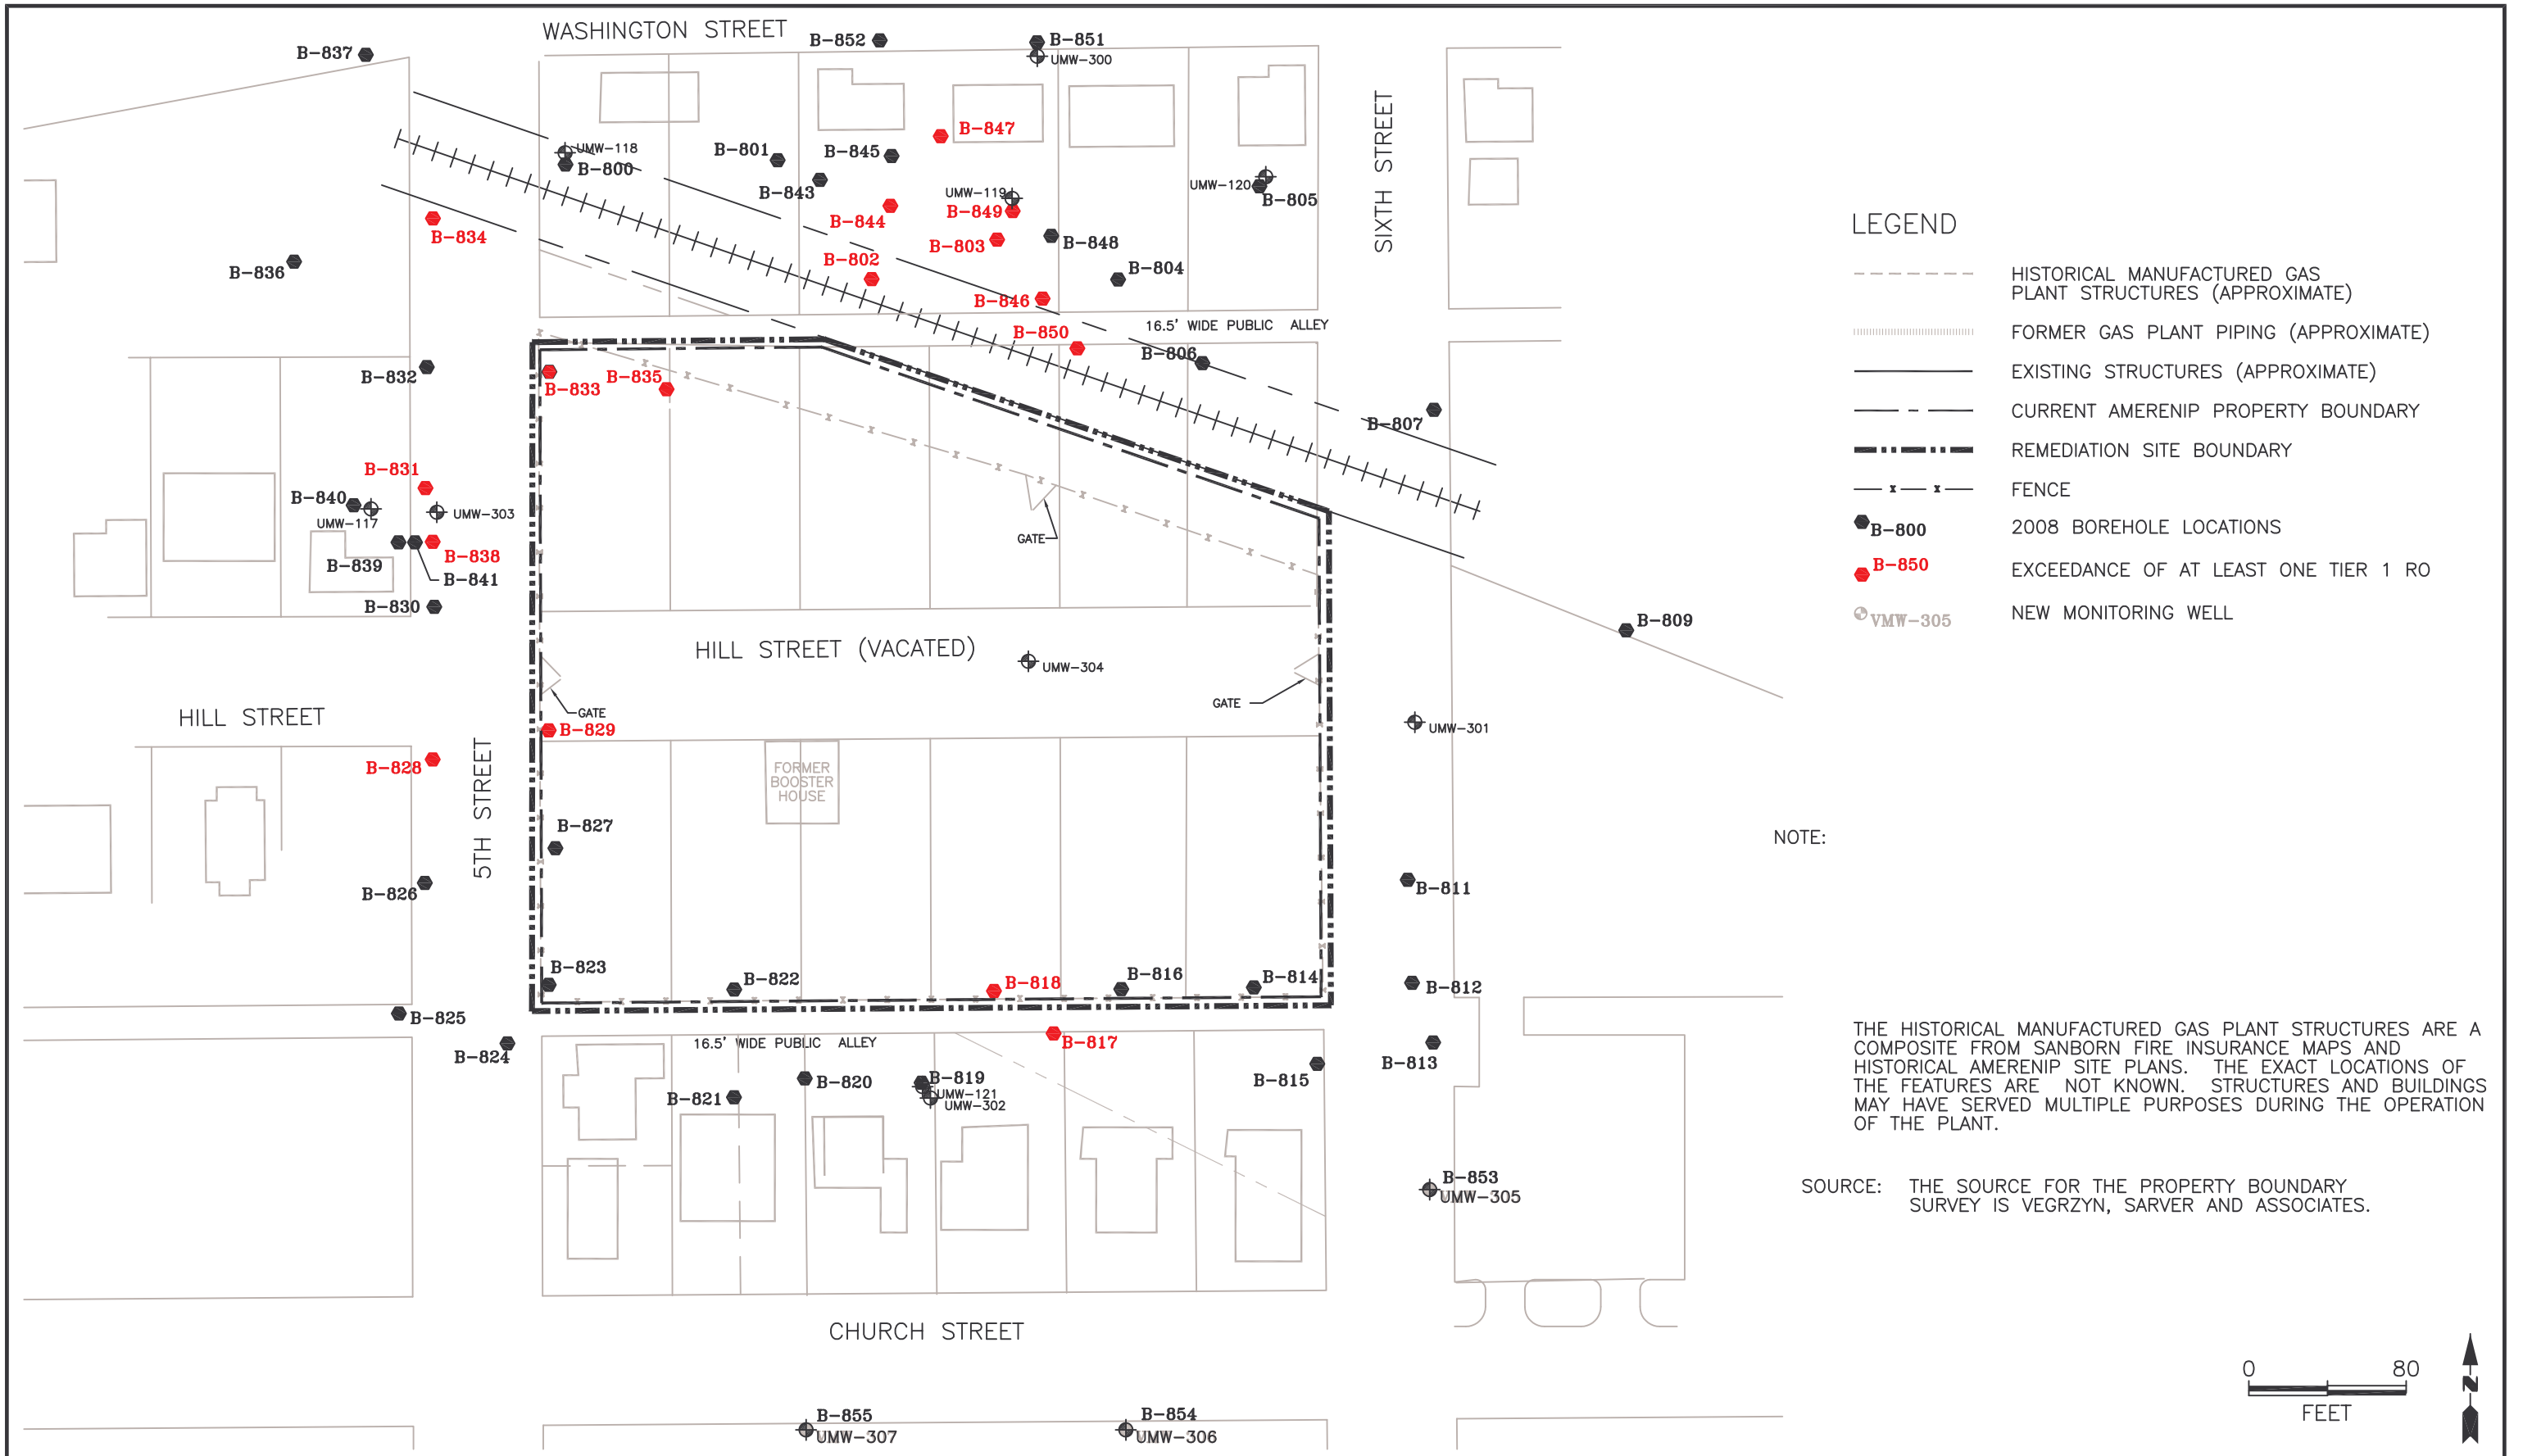 WASHINGTON STREET
B-837
B-852
B-851
UMW-300
B-847
UMW-118
B-800
B-801
B-845
B-843
UMW-119
B-849
B-844
B-803
B-848
UMW-120
B-805
SIXTH STREET
B-834
B-836
B-802
B-804
B-846
16.5' WIDE PUBLIC ALLEY
B-850
B-806
B-832
B-833
B-835
B-807
B-831
B-840
UMW-117
UMW-303
GATE
B-838
B-839
B-841
B-830
B-809
HILL STREET (VACATED)
UMW-304
GATE
GATE
HILL STREET
B-829
UMW-301
B-828
5TH STREET
FORMER
BOOSTER
HOUSE
B-827
B-826
B-811
B-823
B-822
B-818
B-816
B-814
B-812
B-825
B-824
16.5' WIDE PUBLIC ALLEY
B-817
B-813
B-815
B-821
B-820
B-819
UMW-121
UMW-302
B-853
UMW-305
CHURCH STREET
B-855
UMW-307
B-854
UMW-306
LEGEND
HISTORICAL MANUFACTURED GAS
PLANT STRUCTURES (APPROXIMATE)
FORMER GAS PLANT PIPING (APPROXIMATE)
EXISTING STRUCTURES (APPROXIMATE)
CURRENT AMERENIP PROPERTY BOUNDARY
REMEDIATION SITE BOUNDARY
FENCE
B-800 2008 BOREHOLE LOCATIONS
B-850 EXCEEDANCE OF AT LEAST ONE TIER 1 RO
VMW-305 NEW MONITORING WELL
NOTE:
THE HISTORICAL MANUFACTURED GAS PLANT STRUCTURES ARE A
COMPOSITE FROM SANBORN FIRE INSURANCE MAPS AND
HISTORICAL AMERENIP SITE PLANS. THE EXACT LOCATIONS OF
THE FEATURES ARE NOT KNOWN. STRUCTURES AND BUILDINGS
MAY HAVE SERVED MULTIPLE PURPOSES DURING THE OPERATION
OF THE PLANT.
SOURCE: THE SOURCE FOR THE PROPERTY BOUNDARY
SURVEY IS VEGRZYN, SARVER AND ASSOCIATES.
0 80
FEET
N